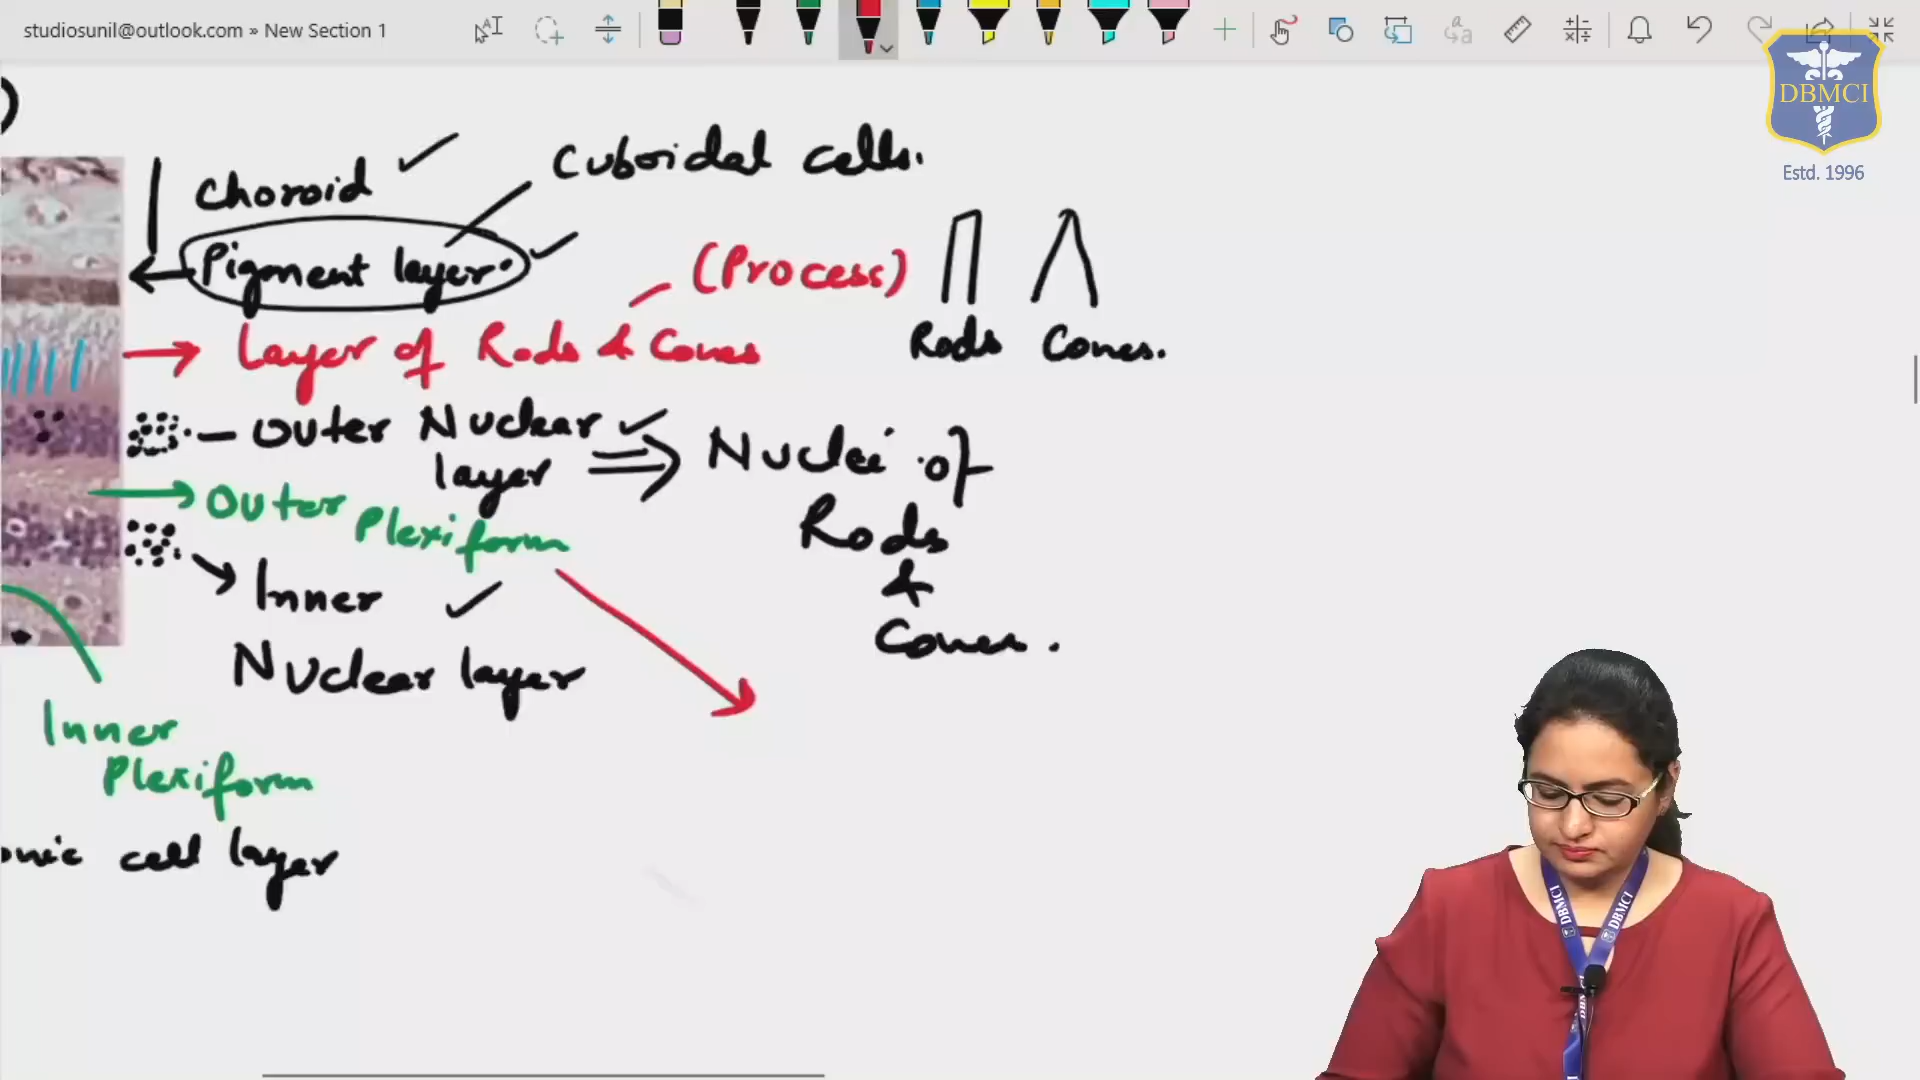 studiosunil@outlook.com » New Section 1
DBMCI
Estd. 1996
Choroid
Cuboidal cells.
Pigment layer.
(Process)
Layer of Rods & Cones
Rods Cones.
Outer Nuclear
layer
Nuclei of
Rods
&
Cones.
Outer Plexiform
Inner
Nuclear layer
Inner
Plexiform
onic cell layer
DBMCI
DBMCI